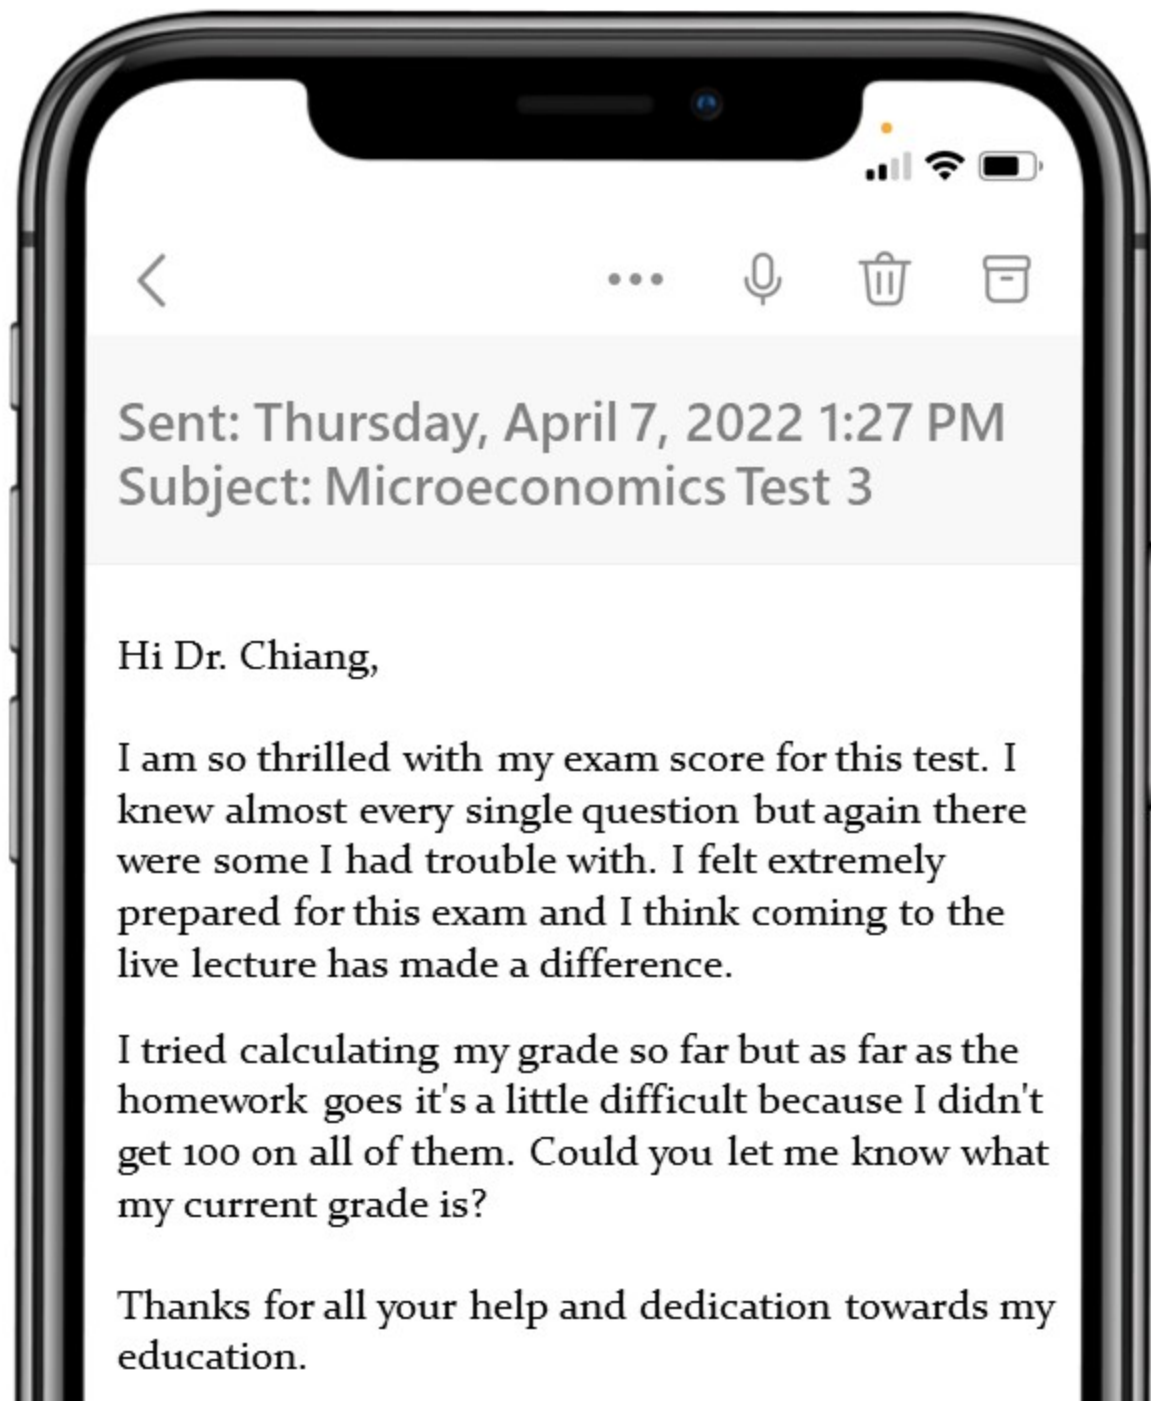 Sent: Thursday, April 7, 2022 1:27 PM
Subject: Microeconomics Test 3
Hi Dr. Chiang,
I am so thrilled with my exam score for this test. I
knew almost every single question but again there
were some I had trouble with. I felt extremely
prepared for this exam and I think coming to the
live lecture has made a difference.
I tried calculating my grade so far but as far as the
homework goes it's a little difficult because I didn't
get 100 on all of them. Could you let me know what
my current grade is?
Thanks for all your help and dedication towards my
education.